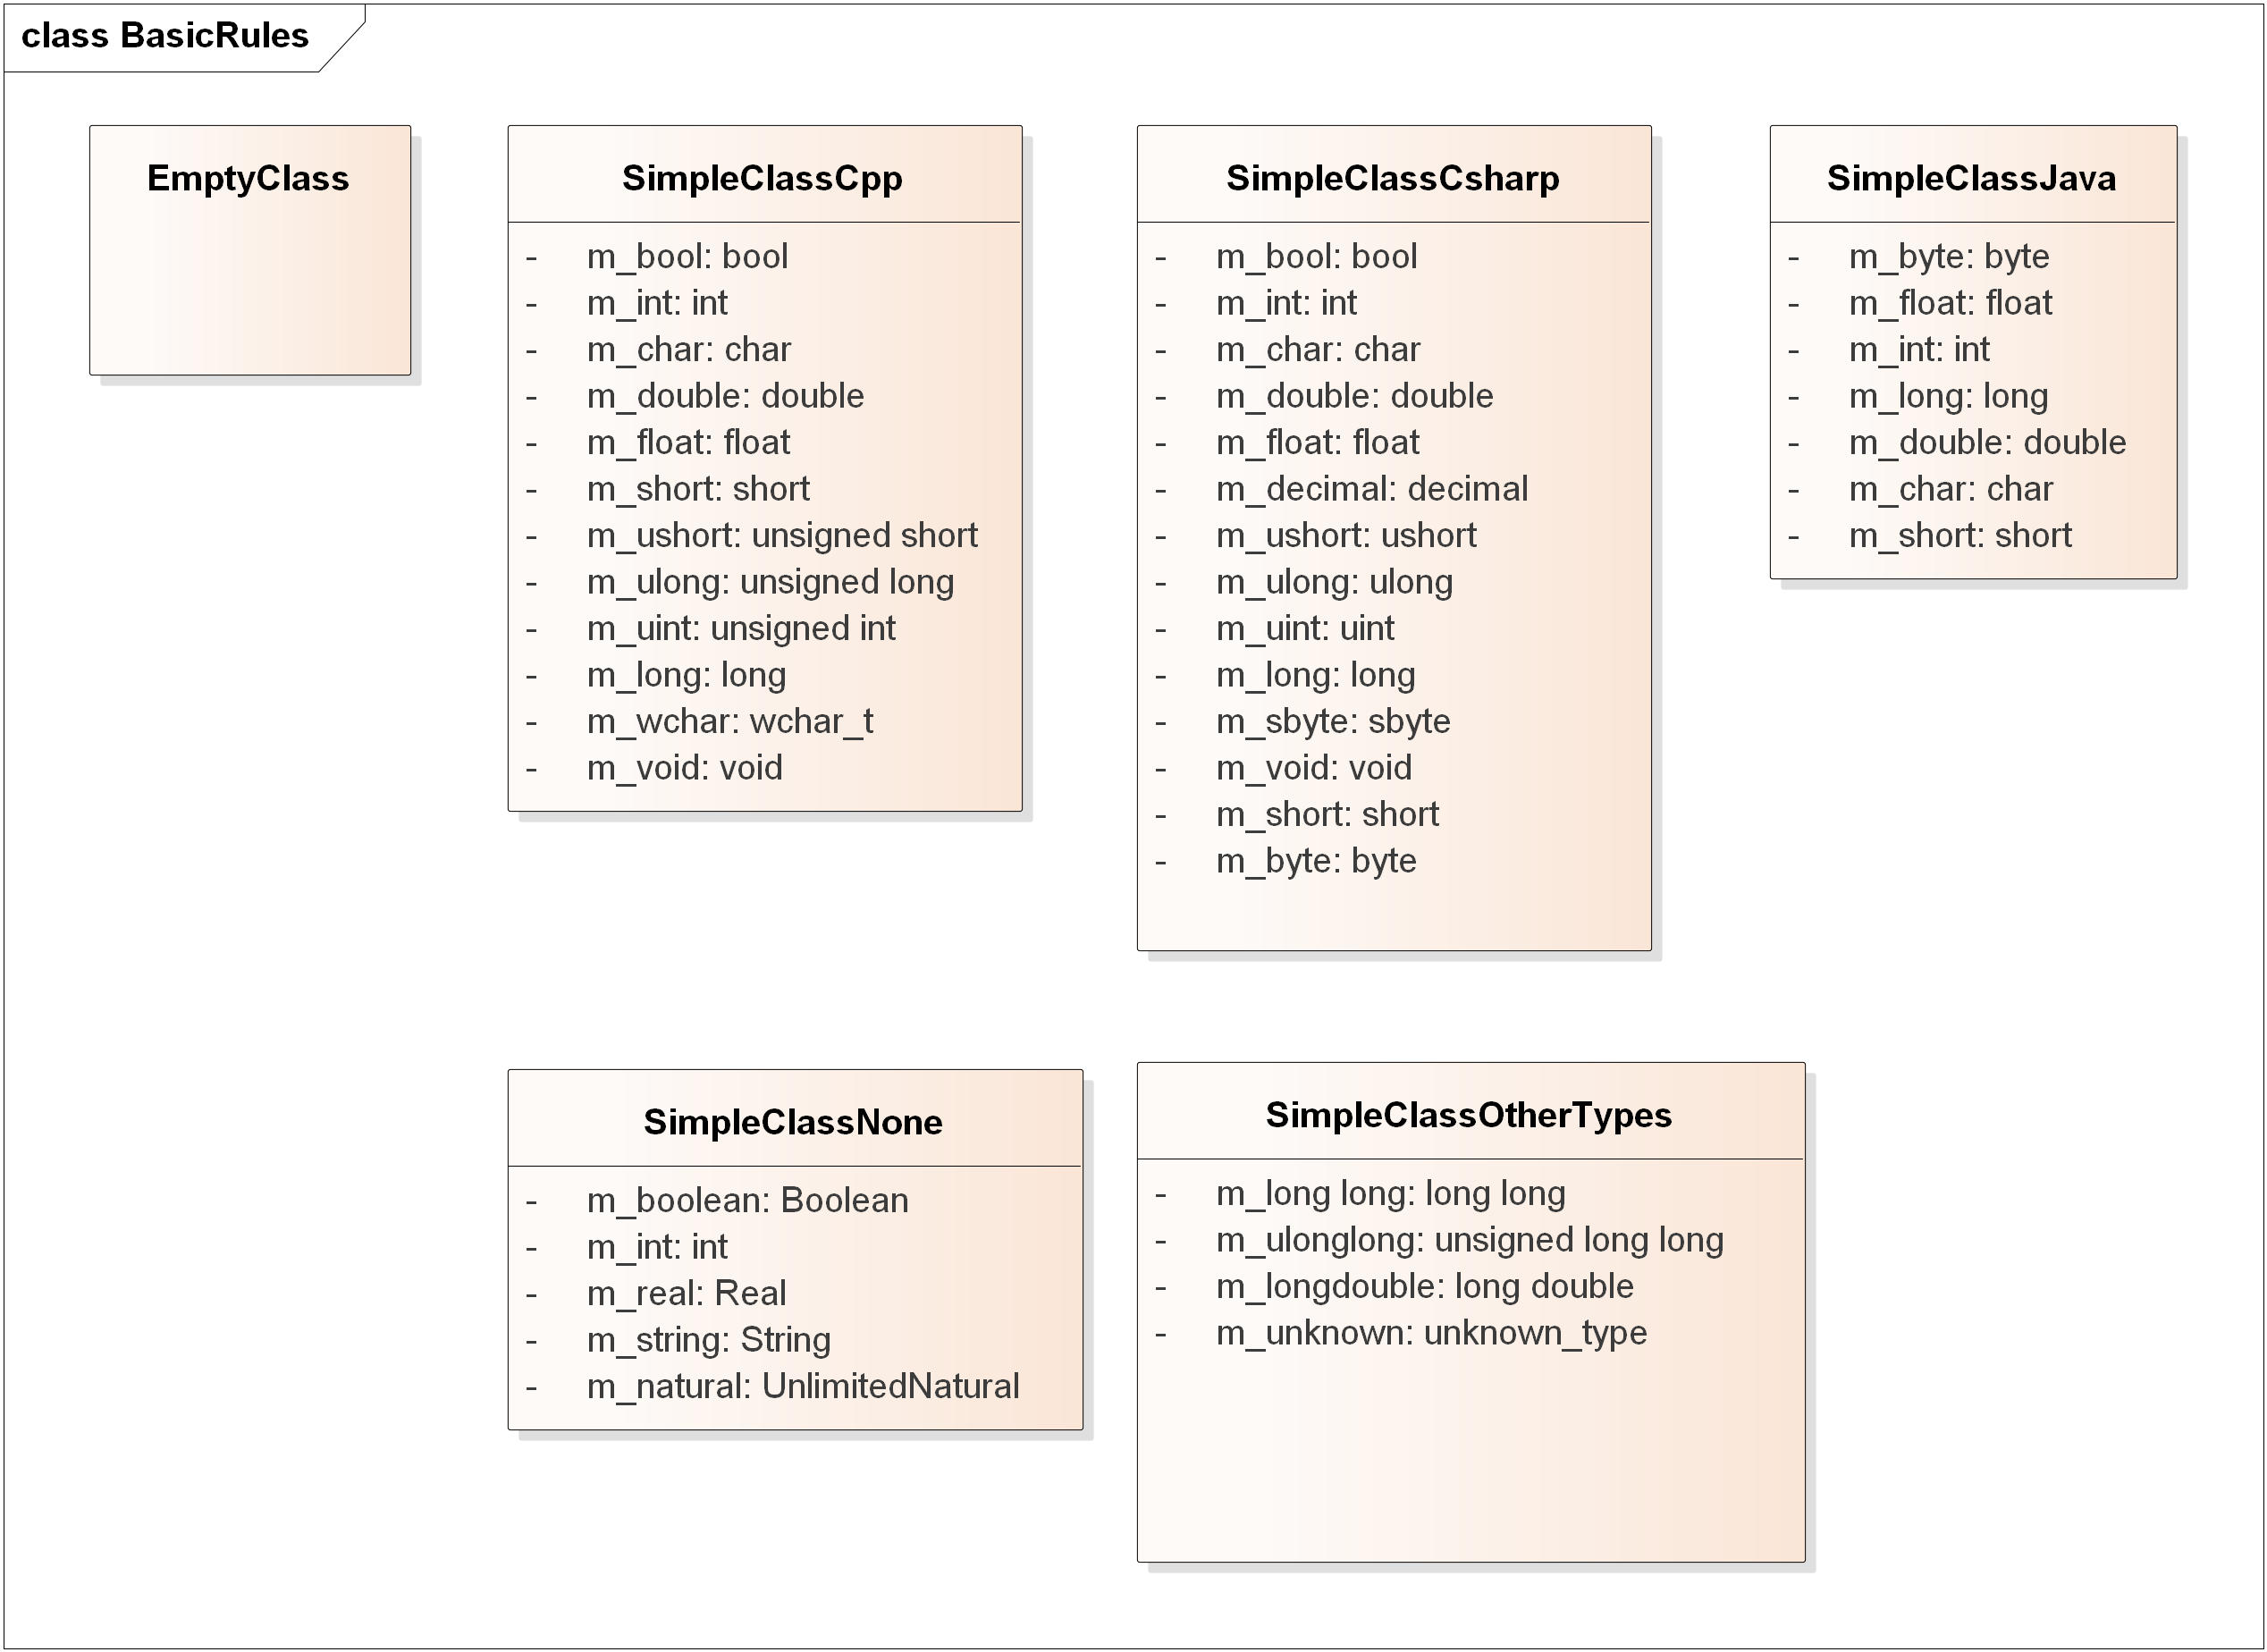 class BasicRules
EmptyClass
SimpleClassCpp
- m_bool: bool
- m_int: int
- m_char: char
- m_double: double
- m_float: float
- m_short: short
- m_ushort: unsigned short
- m_ulong: unsigned long
- m_uint: unsigned int
- m_long: long
- m_wchar: wchar_t
- m_void: void
SimpleClassCsharp
- m_bool: bool
- m_int: int
- m_char: char
- m_double: double
- m_float: float
- m_decimal: decimal
- m_ushort: ushort
- m_ulong: ulong
- m_uint: uint
- m_long: long
- m_sbyte: sbyte
- m_void: void
- m_short: short
- m_byte: byte
SimpleClassJava
- m_byte: byte
- m_float: float
- m_int: int
- m_long: long
- m_double: double
- m_char: char
- m_short: short
SimpleClassNone
- m_boolean: Boolean
- m_int: int
- m_real: Real
- m_string: String
- m_natural: UnlimitedNatural
SimpleClassOtherTypes
- m_long long: long long
- m_ulonglong: unsigned long long
- m_longdouble: long double
- m_unknown: unknown_type